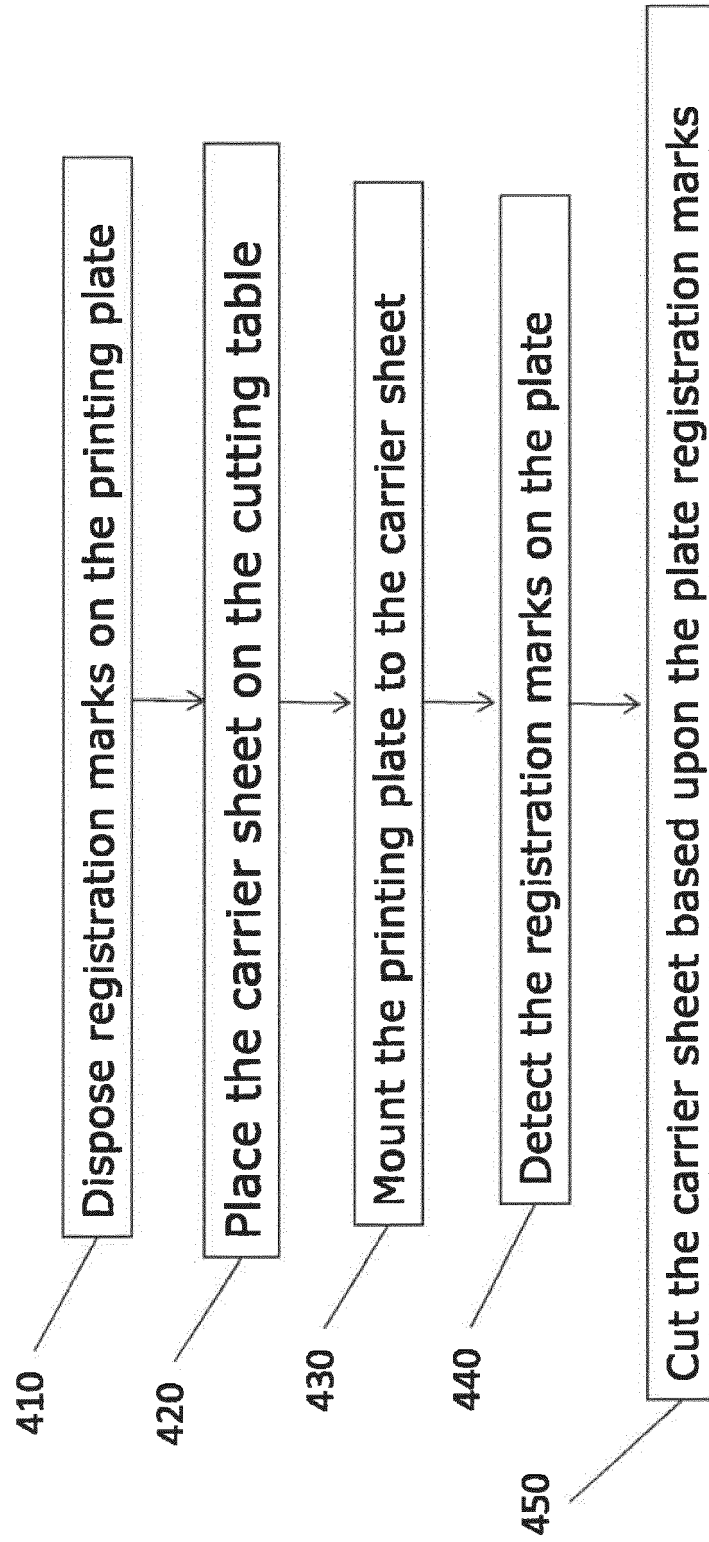 410
Dispose registration marks on the printing plate
420
Place the carrier sheet on the cutting table
430
Mount the printing plate to the carrier sheet
440
Detect the registration marks on the plate
450
Cut the carrier sheet based upon the plate registration marks